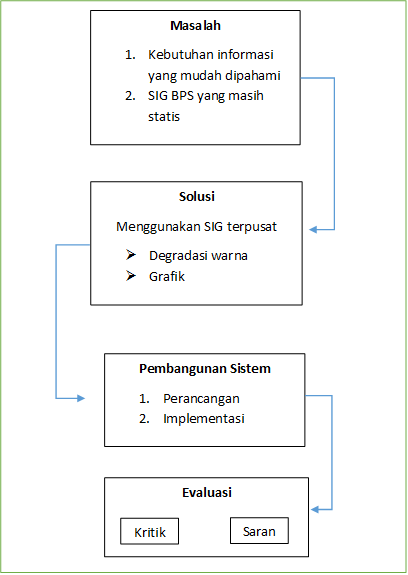 Masalah
1. Kebutuhan informasi
yang mudah dipahami
2. SIG BPS yang masih
statis
Solusi
Menggunakan SIG terpusat
➢ Degradasi warna
➢ Grafik
Pembangunan Sistem
1. Perancangan
2. Implementasi
Evaluasi
Kritik
Saran